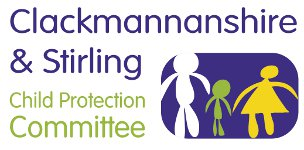 Clackmannanshire
& Stirling
Child Protection
Committee